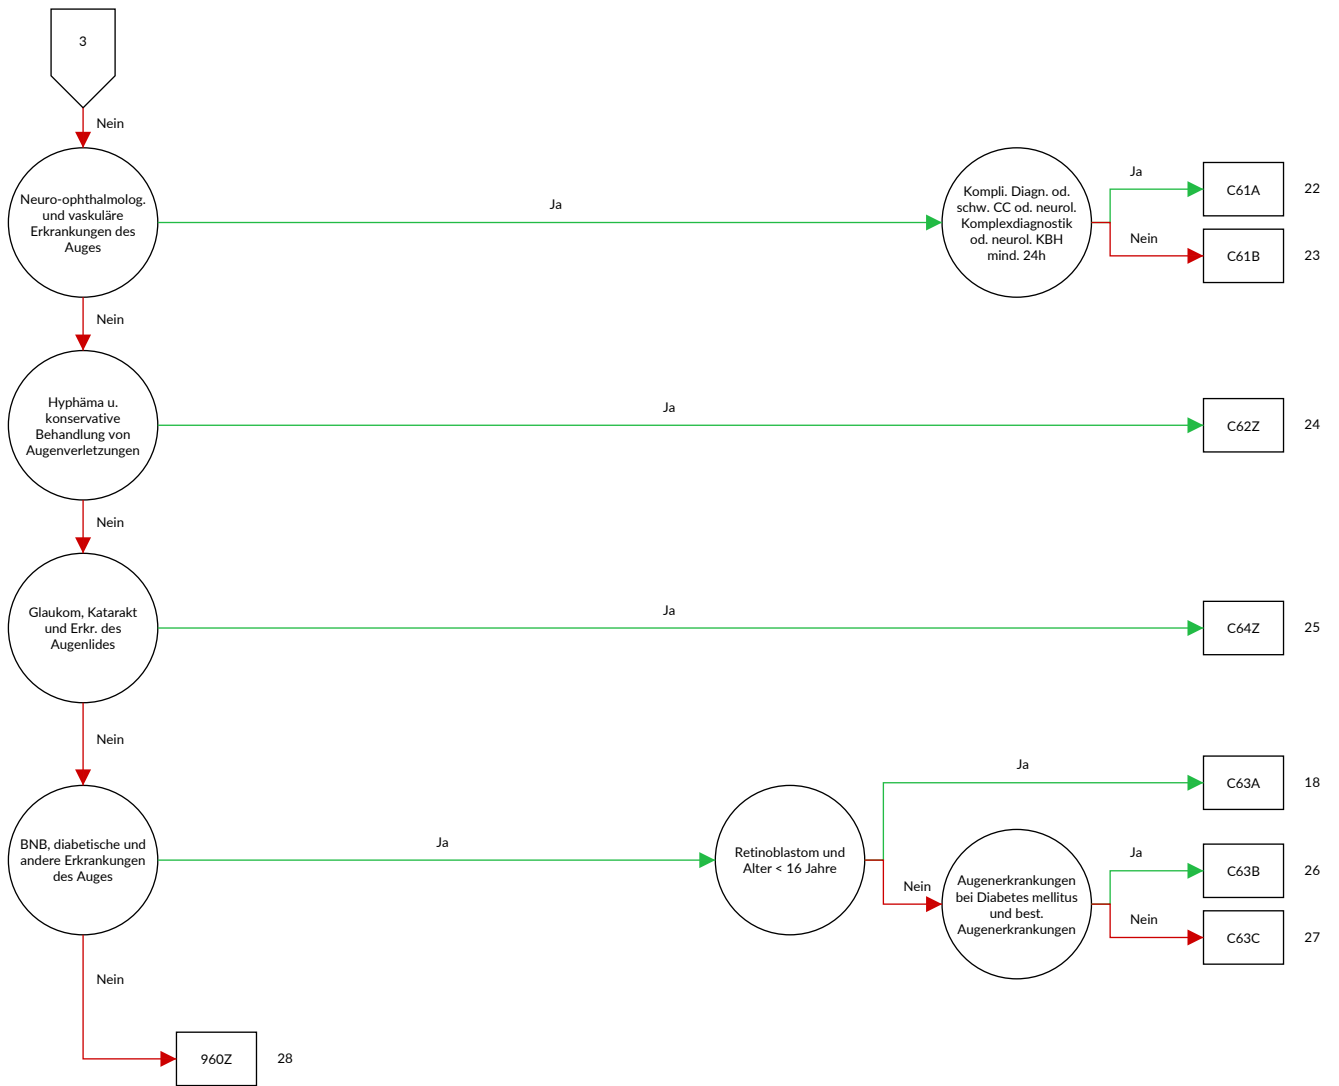 3
Nein
Neuro-ophthalmolog.
und vaskuläre
Erkrankungen des
Auges
Ja
Kompli. Diagn. od.
schw. CC od. neurol.
Komplexdiagnostik
od. neurol. KBH
mind. 24h
Ja
C61A
22
Nein
C61B
23
Nein
Hyphäma u.
konservative
Behandlung von
Augenverletzungen
Ja
C62Z
24
Nein
Glaukom, Katarakt
und Erkr. des
Augenlides
Ja
C64Z
25
Nein
BNB, diabetische und
andere Erkrankungen
des Auges
Ja
Retinoblastom und
Alter < 16 Jahre
Ja
C63A
18
Nein
Augenerkrankungen
bei Diabetes mellitus
und best.
Augenerkrankungen
Ja
C63B
26
Nein
C63C
27
Nein
960Z
28